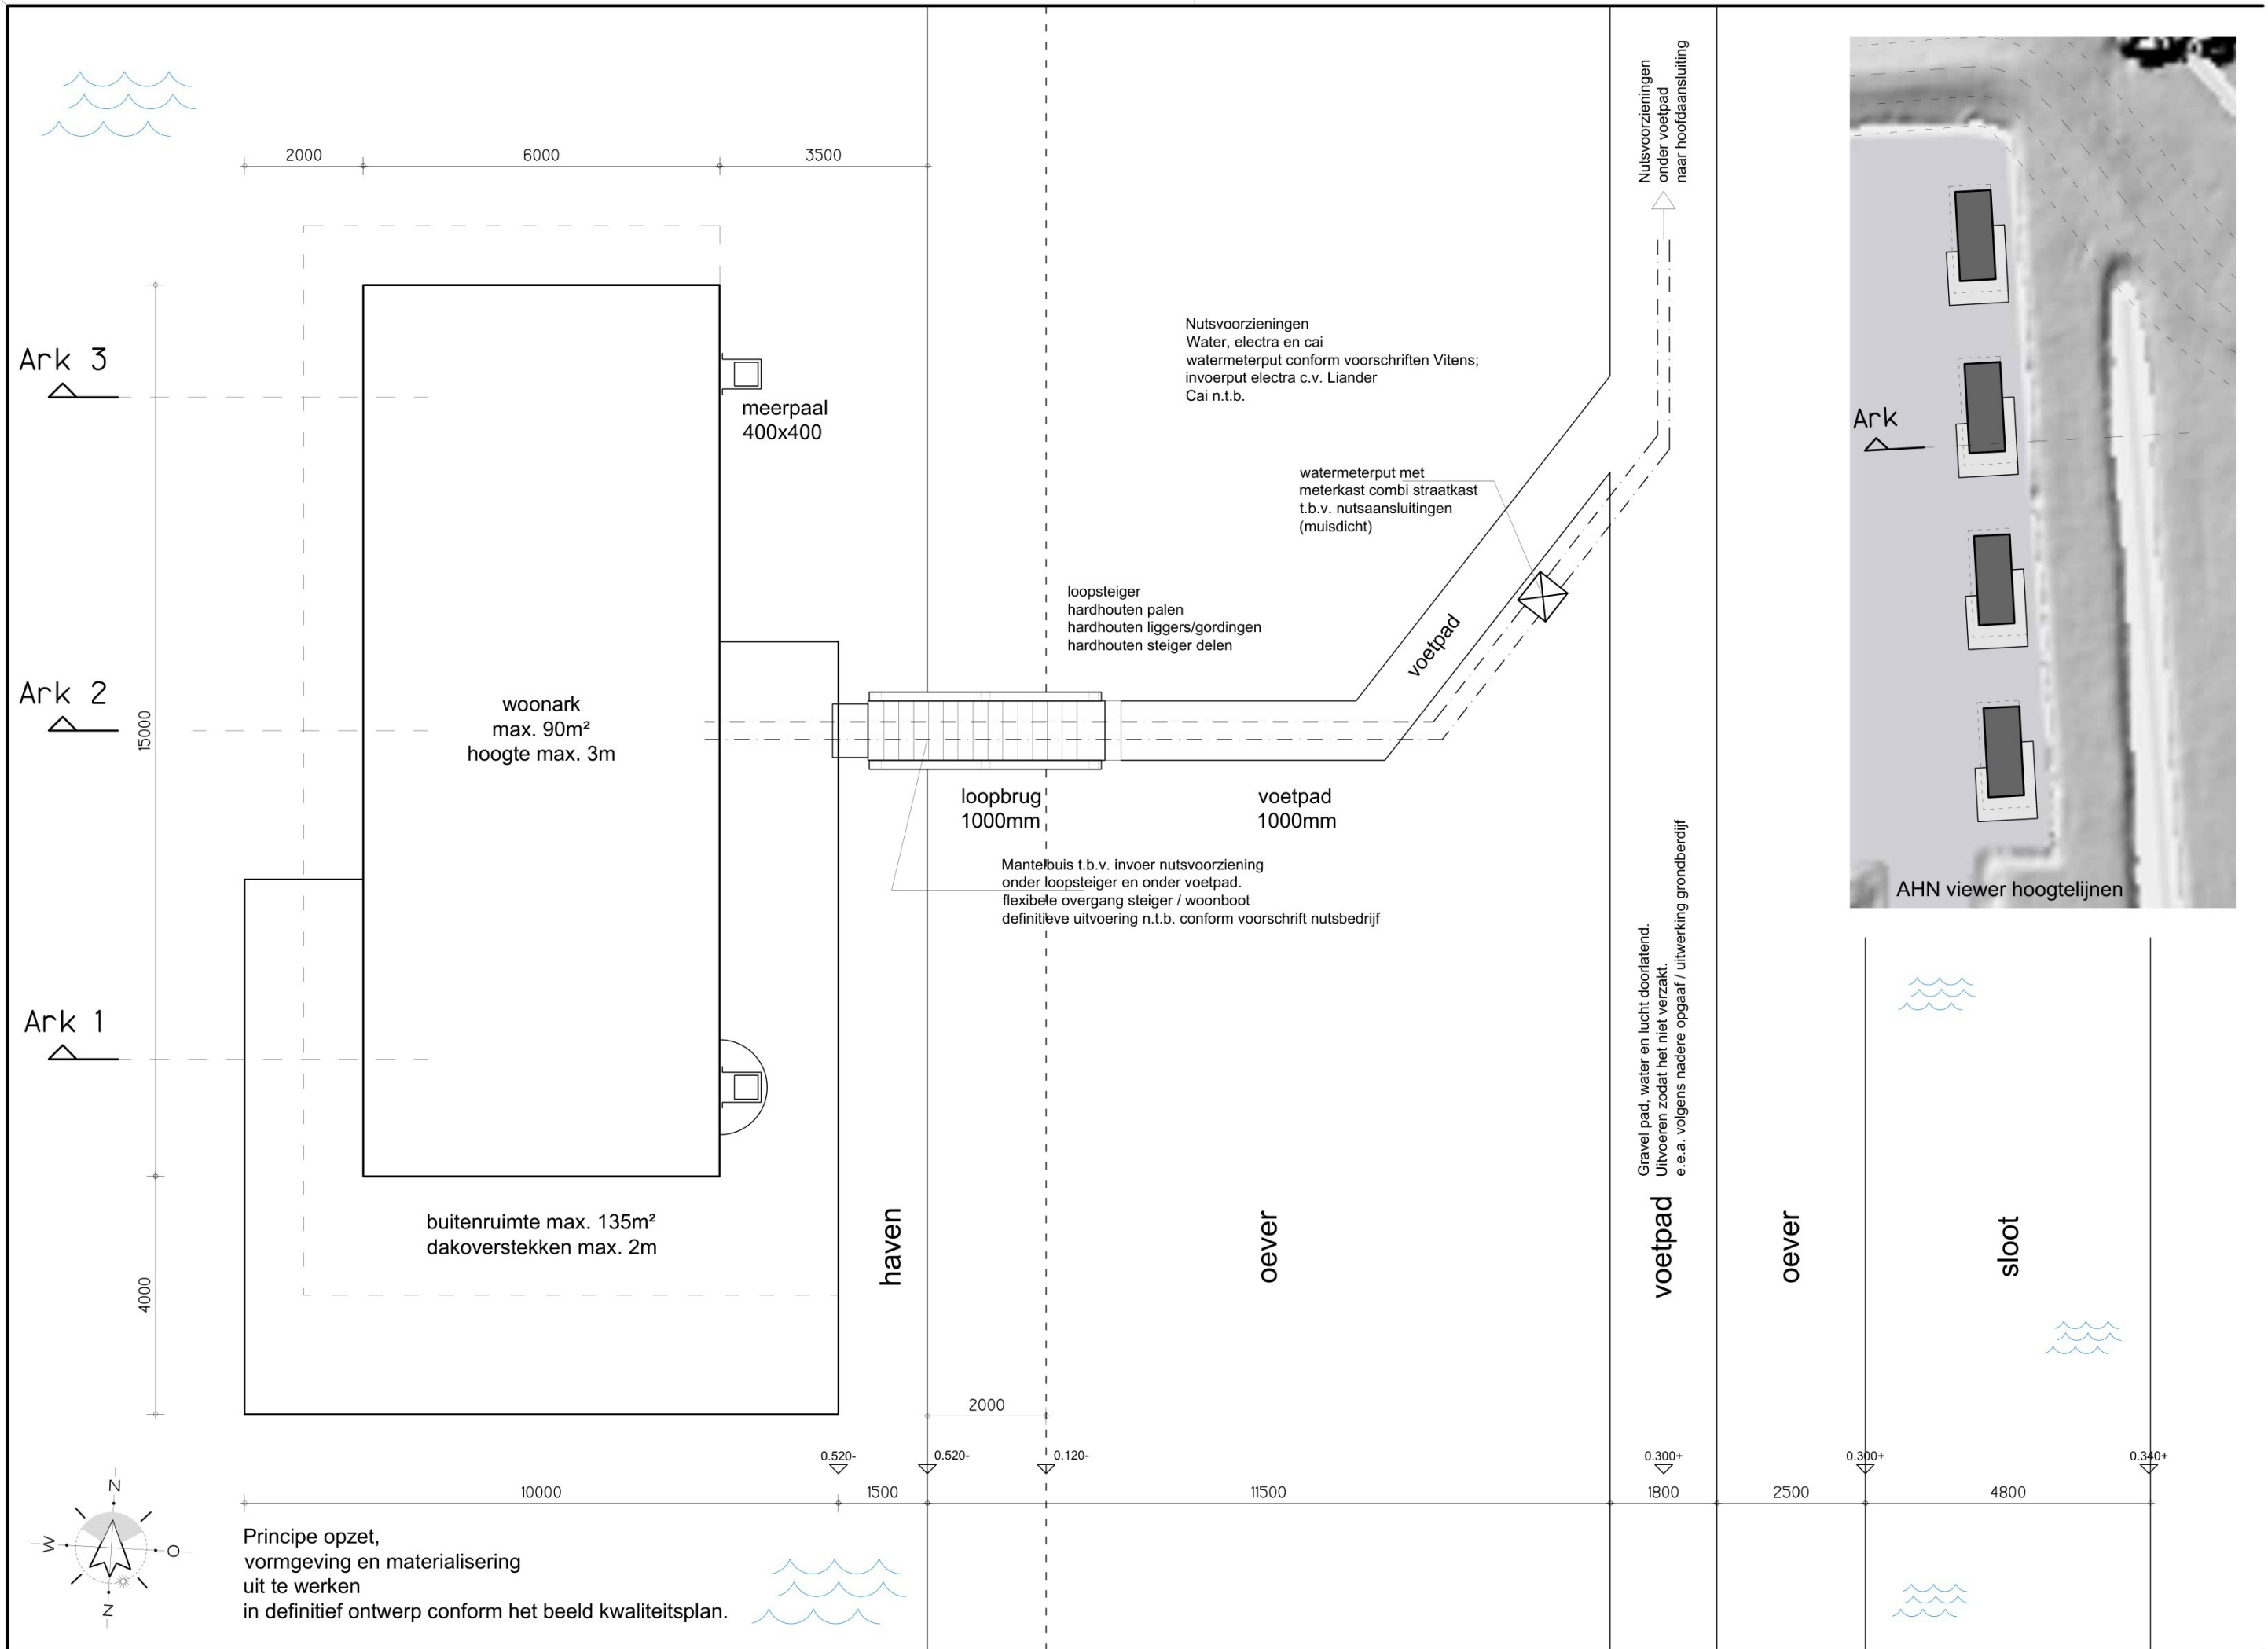 2000
6000
3500
Nutsvoorzieningen
onder voetpad
naar hoofdaansluiting
Ark 3
meerpaal
400x400
Nutsvoorzieningen
Water, electra en cai
watermeterput conform voorschriften Vitens;
invoerput electra c.v. Liander
Cai n.t.b.
watermeterput met
meterkast combi straatkast
t.b.v. nutsaansluitingen
(muisdicht)
Ark
loopsteiger
hardhouten palen
hardhouten liggers/gordingen
hardhouten steiger delen
voetpad
Ark 2
15000
woonark
max. 90m²
hoogte max. 3m
loopbrug
1000mm
voetpad
1000mm
Mantelbuis t.b.v. invoer nutsvoorziening
onder loopsteiger en onder voetpad.
flexibele overgang steiger / woonboot
definitieve uitvoering n.t.b. conform voorschrift nutsbedrijf
AHN viewer hoogtelijnen
Gravel pad, water en lucht doorlatend.
Uitvoeren zodat het niet verzakt.
e.e.a. volgens nadere opgaaf / uitwerking grondberdijf
Ark 1
buitenruimte max. 135m²
dakoverstekken max. 2m
4000
haven
oever
voetpad
oever
sloot
2000
0.520-
0.520-
0.120-
0.300+
0.300+
0.340+
10000
1500
11500
1800
2500
4800
N
W
O
Z
Principe opzet,
vormgeving en materialisering
uit te werken
in definitief ontwerp conform het beeld kwaliteitsplan.